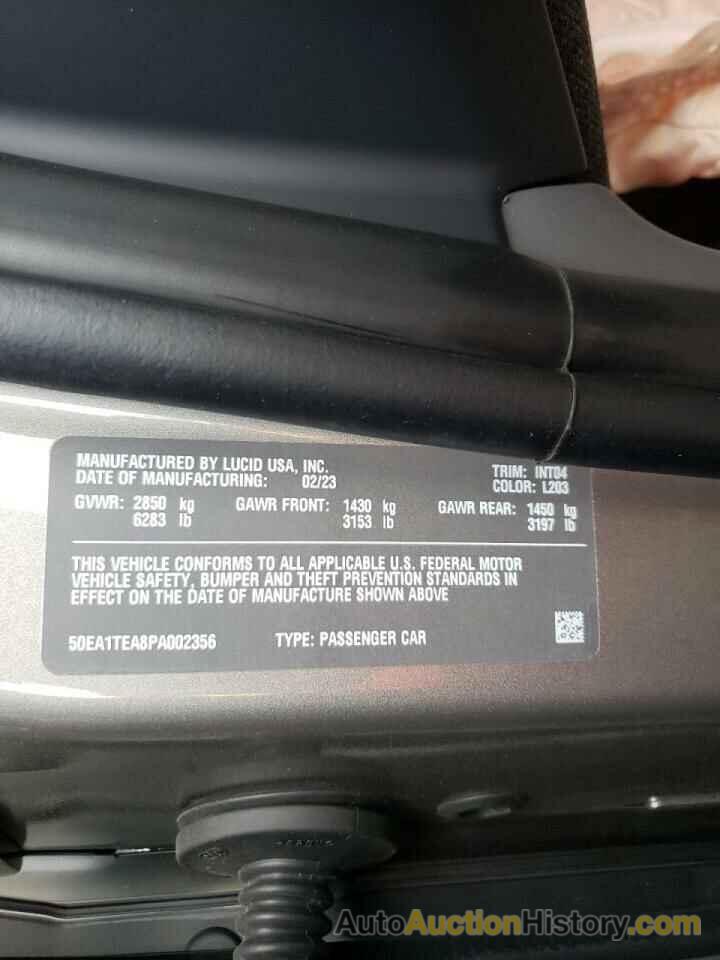 MANUFACTURED BY LUCID USA, INC.
DATE OF MANUFACTURING: 02/23
TRIM: INT04
COLOR: L203
GVWR: 2850 kg GAWR FRONT: 1430 kg GAWR REAR: 1450 kg
6283 lb 3153 lb 3197 lb
THIS VEHICLE CONFORMS TO ALL APPLICABLE U.S. FEDERAL MOTOR
VEHICLE SAFETY, BUMPER AND THEFT PREVENTION STANDARDS IN
EFFECT ON THE DATE OF MANUFACTURE SHOWN ABOVE
50EA1TEA8PA002356 TYPE: PASSENGER CAR
AutoAuctionHistory.com